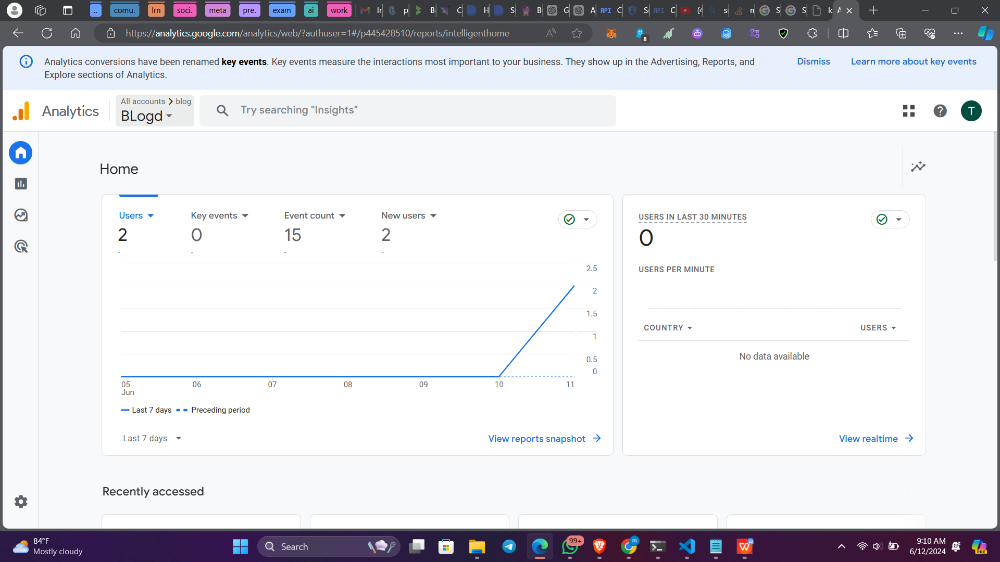 ..
comu.
lrn
soci.
meta
pre.
exam
ai
work
https://analytics.google.com/analytics/web/?authuser=1#/p445428510/reports/intelligenthome
8
Analytics conversions have been renamed key events. Key events measure the interactions most important to your business. They show up in the Advertising, Reports, and
Explore sections of Analytics.
Dismiss
Learn more about key events
Analytics
All accounts > blog
BLogd
Try searching "Insights"
T
Home
Users
2
-
Key events
0
-
Event count
15
-
New users
2
-
2.5
2
1.5
1
0.5
0
05
Jun
06
07
08
09
10
11
Last 7 days
Preceding period
Last 7 days
View reports snapshot
USERS IN LAST 30 MINUTES
0
USERS PER MINUTE
COUNTRY
USERS
No data available
View realtime
Recently accessed
84°F
Mostly cloudy
Search
99+
m
9:10 AM
6/12/2024
PRE